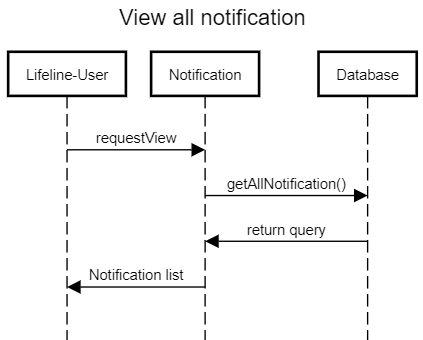 View all notification
Lifeline-User
Notification
Database
requestView
getAllNotification()
return query
Notification list